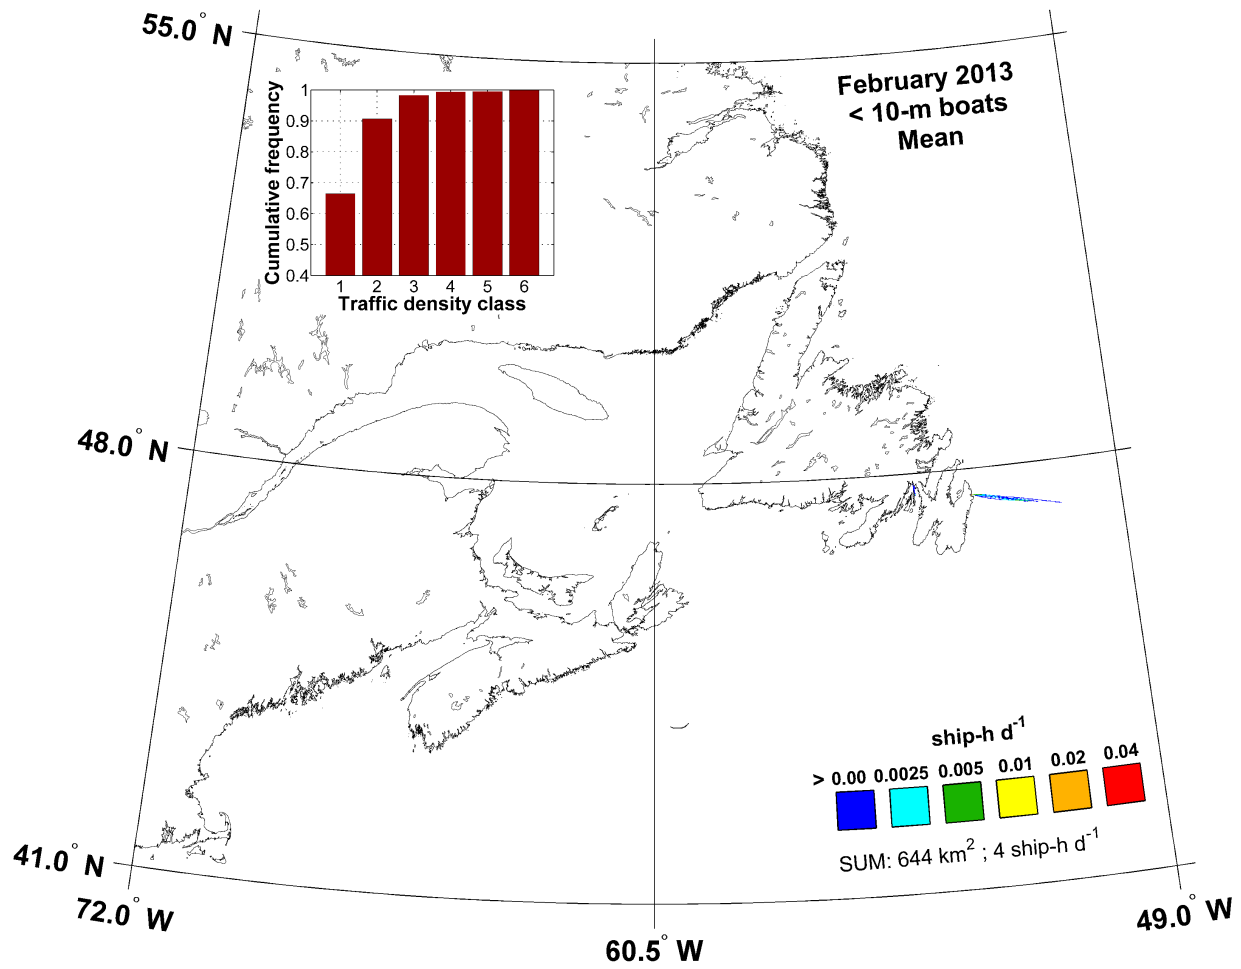 55.0° N
February 2013
< 10-m boats
Mean
Cumulative frequency
1
0.9
0.8
0.7
0.6
0.5
0.4
1 2 3 4 5 6
Traffic density class
48.0° N
ship-h d⁻¹
> 0.00 0.0025 0.005 0.01 0.02 0.04
SUM: 644 km² ; 4 ship-h d⁻¹
41.0° N
72.0° W
60.5° W
49.0° W